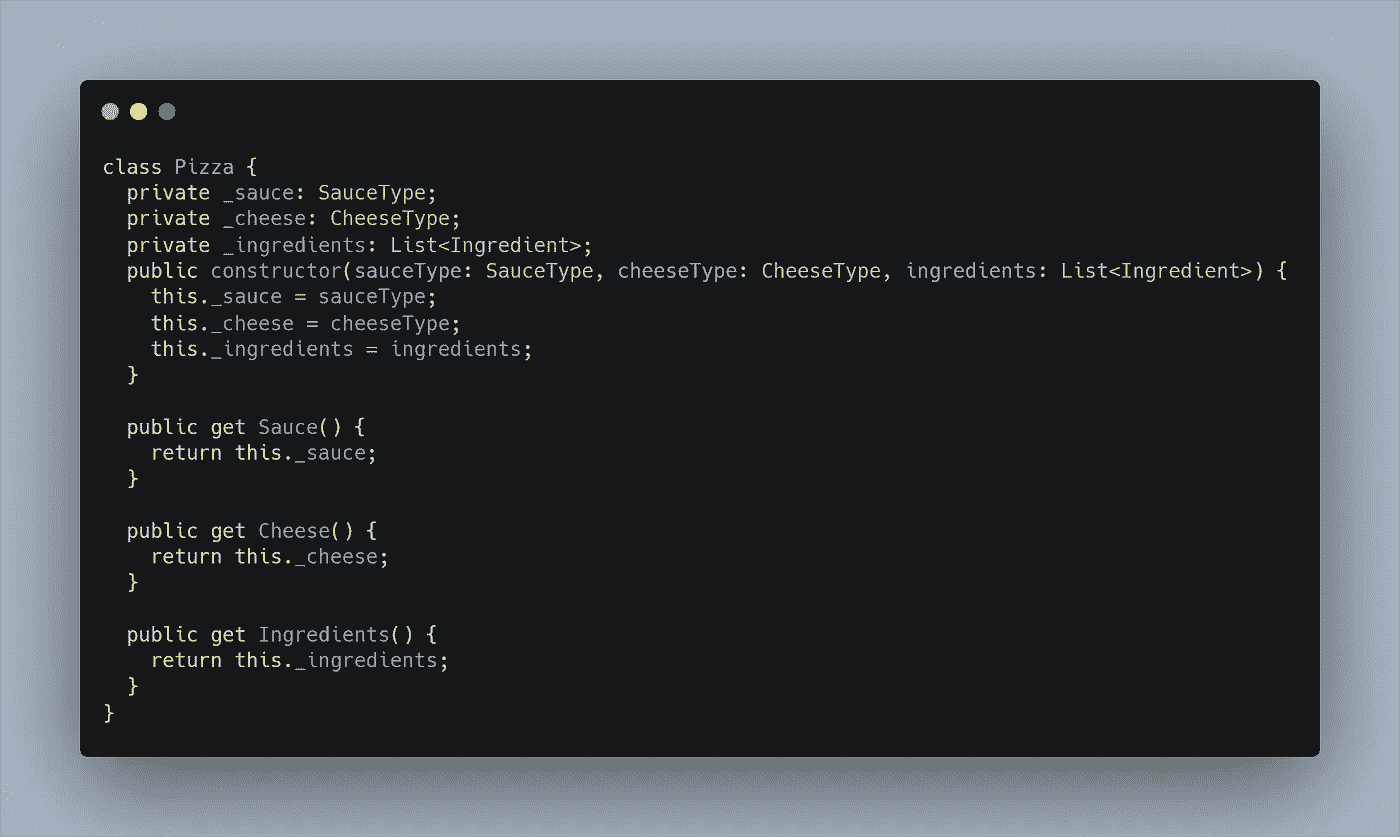 class Pizza {
  private _sauce: SauceType;
  private _cheese: CheeseType;
  private _ingredients: List<Ingredient>;
  public constructor(sauceType: SauceType, cheeseType: CheeseType, ingredients: List<Ingredient>) {
    this._sauce = sauceType;
    this._cheese = cheeseType;
    this._ingredients = ingredients;
  }

  public get Sauce() {
    return this._sauce;
  }

  public get Cheese() {
    return this._cheese;
  }

  public get Ingredients() {
    return this._ingredients;
  }
}